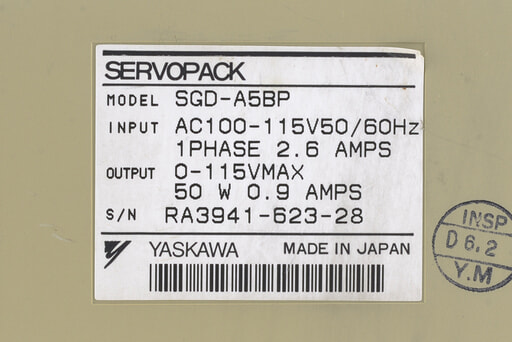 SERVOPACK
MODEL SGD-A5BP
INPUT AC100-115V50/60Hz
1PHASE 2.6 AMPS
OUTPUT 0-115VMAX
50 W 0.9 AMPS
S/N RA3941-623-28
YASKAWA MADE IN JAPAN
INSP
D 6.2
Y.M